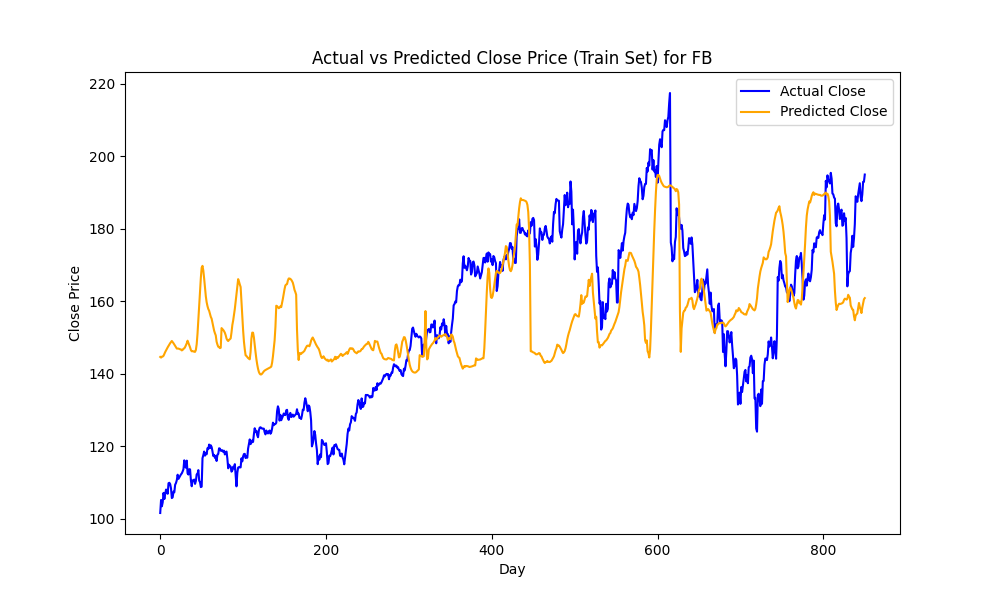 Actual vs Predicted Close Price (Train Set) for FB
Actual Close
Predicted Close
Close Price
220
200
180
160
140
120
100
0
200
400
600
800
Day